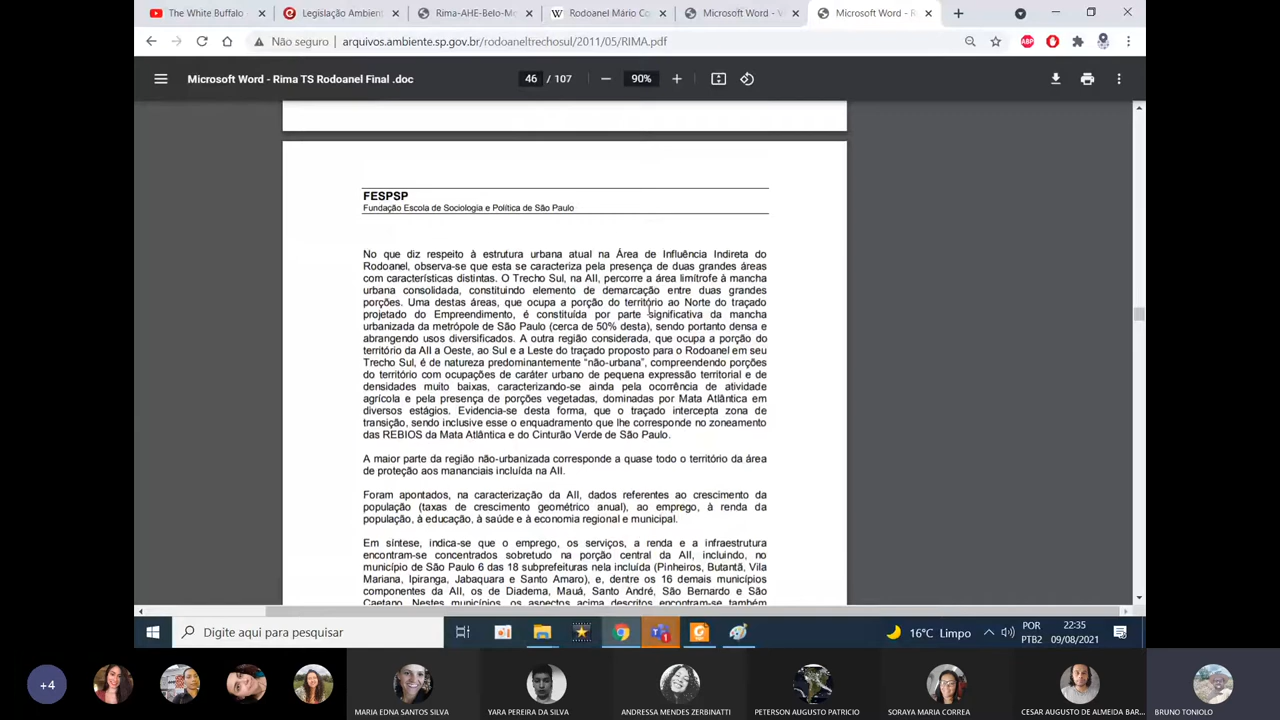 The White Buffalo
Legislação Ambient
Rima-AHE-Belo-Mo
Rodoanel Mário Co
Microsoft Word - V
Microsoft Word - R
Não seguro
arquivos.ambiente.sp.gov.br/rodoaneltrechosul/2011/05/RIMA.pdf
ABP
Microsoft Word - Rima TS Rodoanel Final .doc
46 / 107
90%
FESPSP
Fundação Escola de Sociologia e Política de São Paulo
No que diz respeito à estrutura urbana atual na Área de Influência Indireta do
Rodoanel, observa-se que esta se caracteriza pela presença de duas grandes áreas
com características distintas. O Trecho Sul, na AII, percorre a área limítrofe à mancha
urbana consolidada, constituindo elemento de demarcação entre duas grandes
porções. Uma destas áreas, que ocupa a porção do território ao Norte do traçado
projetado do Empreendimento, é constituída por parte significativa da mancha
urbanizada da metrópole de São Paulo (cerca de 50% desta), sendo portanto densa e
abrangendo usos diversificados. A outra região considerada, que ocupa a porção do
território da AII a Oeste, ao Sul e a Leste do traçado proposto para o Rodoanel em seu
Trecho Sul, é de natureza predominantemente “não-urbana”, compreendendo porções
do território com ocupações de caráter urbano de pequena expressão territorial e de
densidades muito baixas, caracterizando-se ainda pela ocorrência de atividade
agrícola e pela presença de porções vegetadas, dominadas por Mata Atlântica em
diversos estágios. Evidencia-se desta forma, que o traçado intercepta zona de
transição, sendo inclusive esse o enquadramento que lhe corresponde no zoneamento
das REBIOS da Mata Atlântica e do Cinturão Verde de São Paulo.
A maior parte da região não-urbanizada corresponde a quase todo o território da área
de proteção aos mananciais incluída na AII.
Foram apontados, na caracterização da AII, dados referentes ao crescimento da
população (taxas de crescimento geométrico anual), ao emprego, à renda da
população, à educação, à saúde e à economia regional e municipal.
Em síntese, indica-se que o emprego, os serviços, a renda e a infraestrutura
encontram-se concentrados sobretudo na porção central da AII, incluindo, no
município de São Paulo 6 das 18 subprefeituras nela incluída (Pinheiros, Butantã, Vila
Mariana, Ipiranga, Jabaquara e Santo Amaro), e, dentre os 16 demais municípios
componentes da AII, os de Diadema, Mauá, Santo André, São Bernardo e São
Caetano. Nestes municípios, os aspectos acima descritos encontram-se também
Digite aqui para pesquisar
16°C Limpo
POR
PTB2
22:35
09/08/2021
+4
MARIA EDNA SANTOS SILVA
YARA PEREIRA DA SILVA
ANDRESSA MENDES ZERBINATTI
PETERSON AUGUSTO PATRICIO
SORAYA MARIA CORREA
CESAR AUGUSTO DE ALMEIDA BAR...
BRUNO TONIOLO